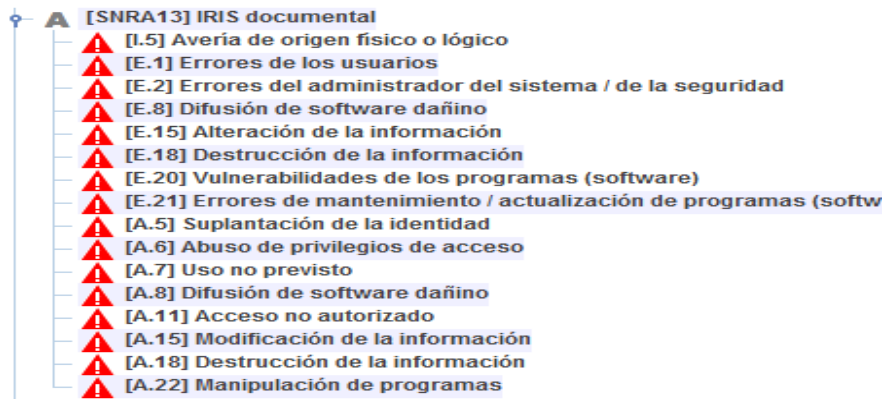 [SNRA13] IRIS documental
[I.5] Avería de origen físico o lógico
[E.1] Errores de los usuarios
[E.2] Errores del administrador del sistema / de la seguridad
[E.8] Difusión de software dañino
[E.15] Alteración de la información
[E.18] Destrucción de la información
[E.20] Vulnerabilidades de los programas (software)
[E.21] Errores de mantenimiento / actualización de programas (softw
[A.5] Suplantación de la identidad
[A.6] Abuso de privilegios de acceso
[A.7] Uso no previsto
[A.8] Difusión de software dañino
[A.11] Acceso no autorizado
[A.15] Modificación de la información
[A.18] Destrucción de la información
[A.22] Manipulación de programas